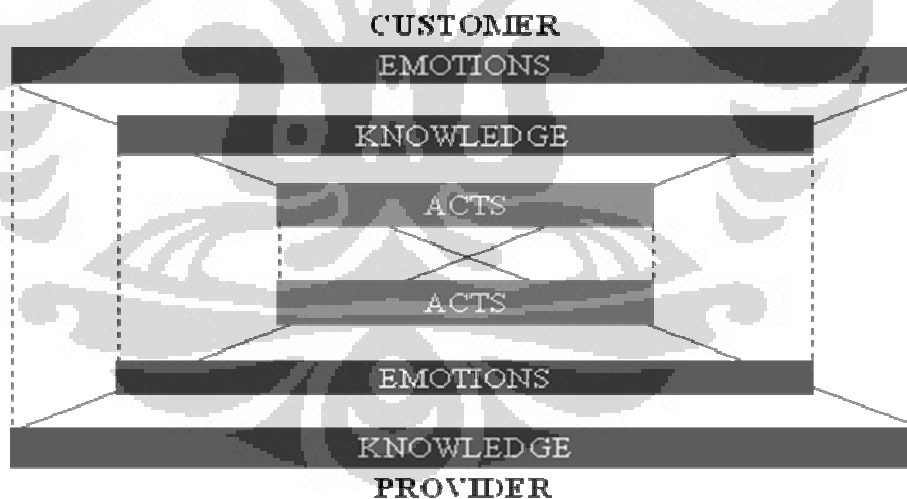 CUSTOMER
EMOTIONS
KNOWLEDGE
ACTS
ACTS
EMOTIONS
KNOWLEDGE
PROVIDER